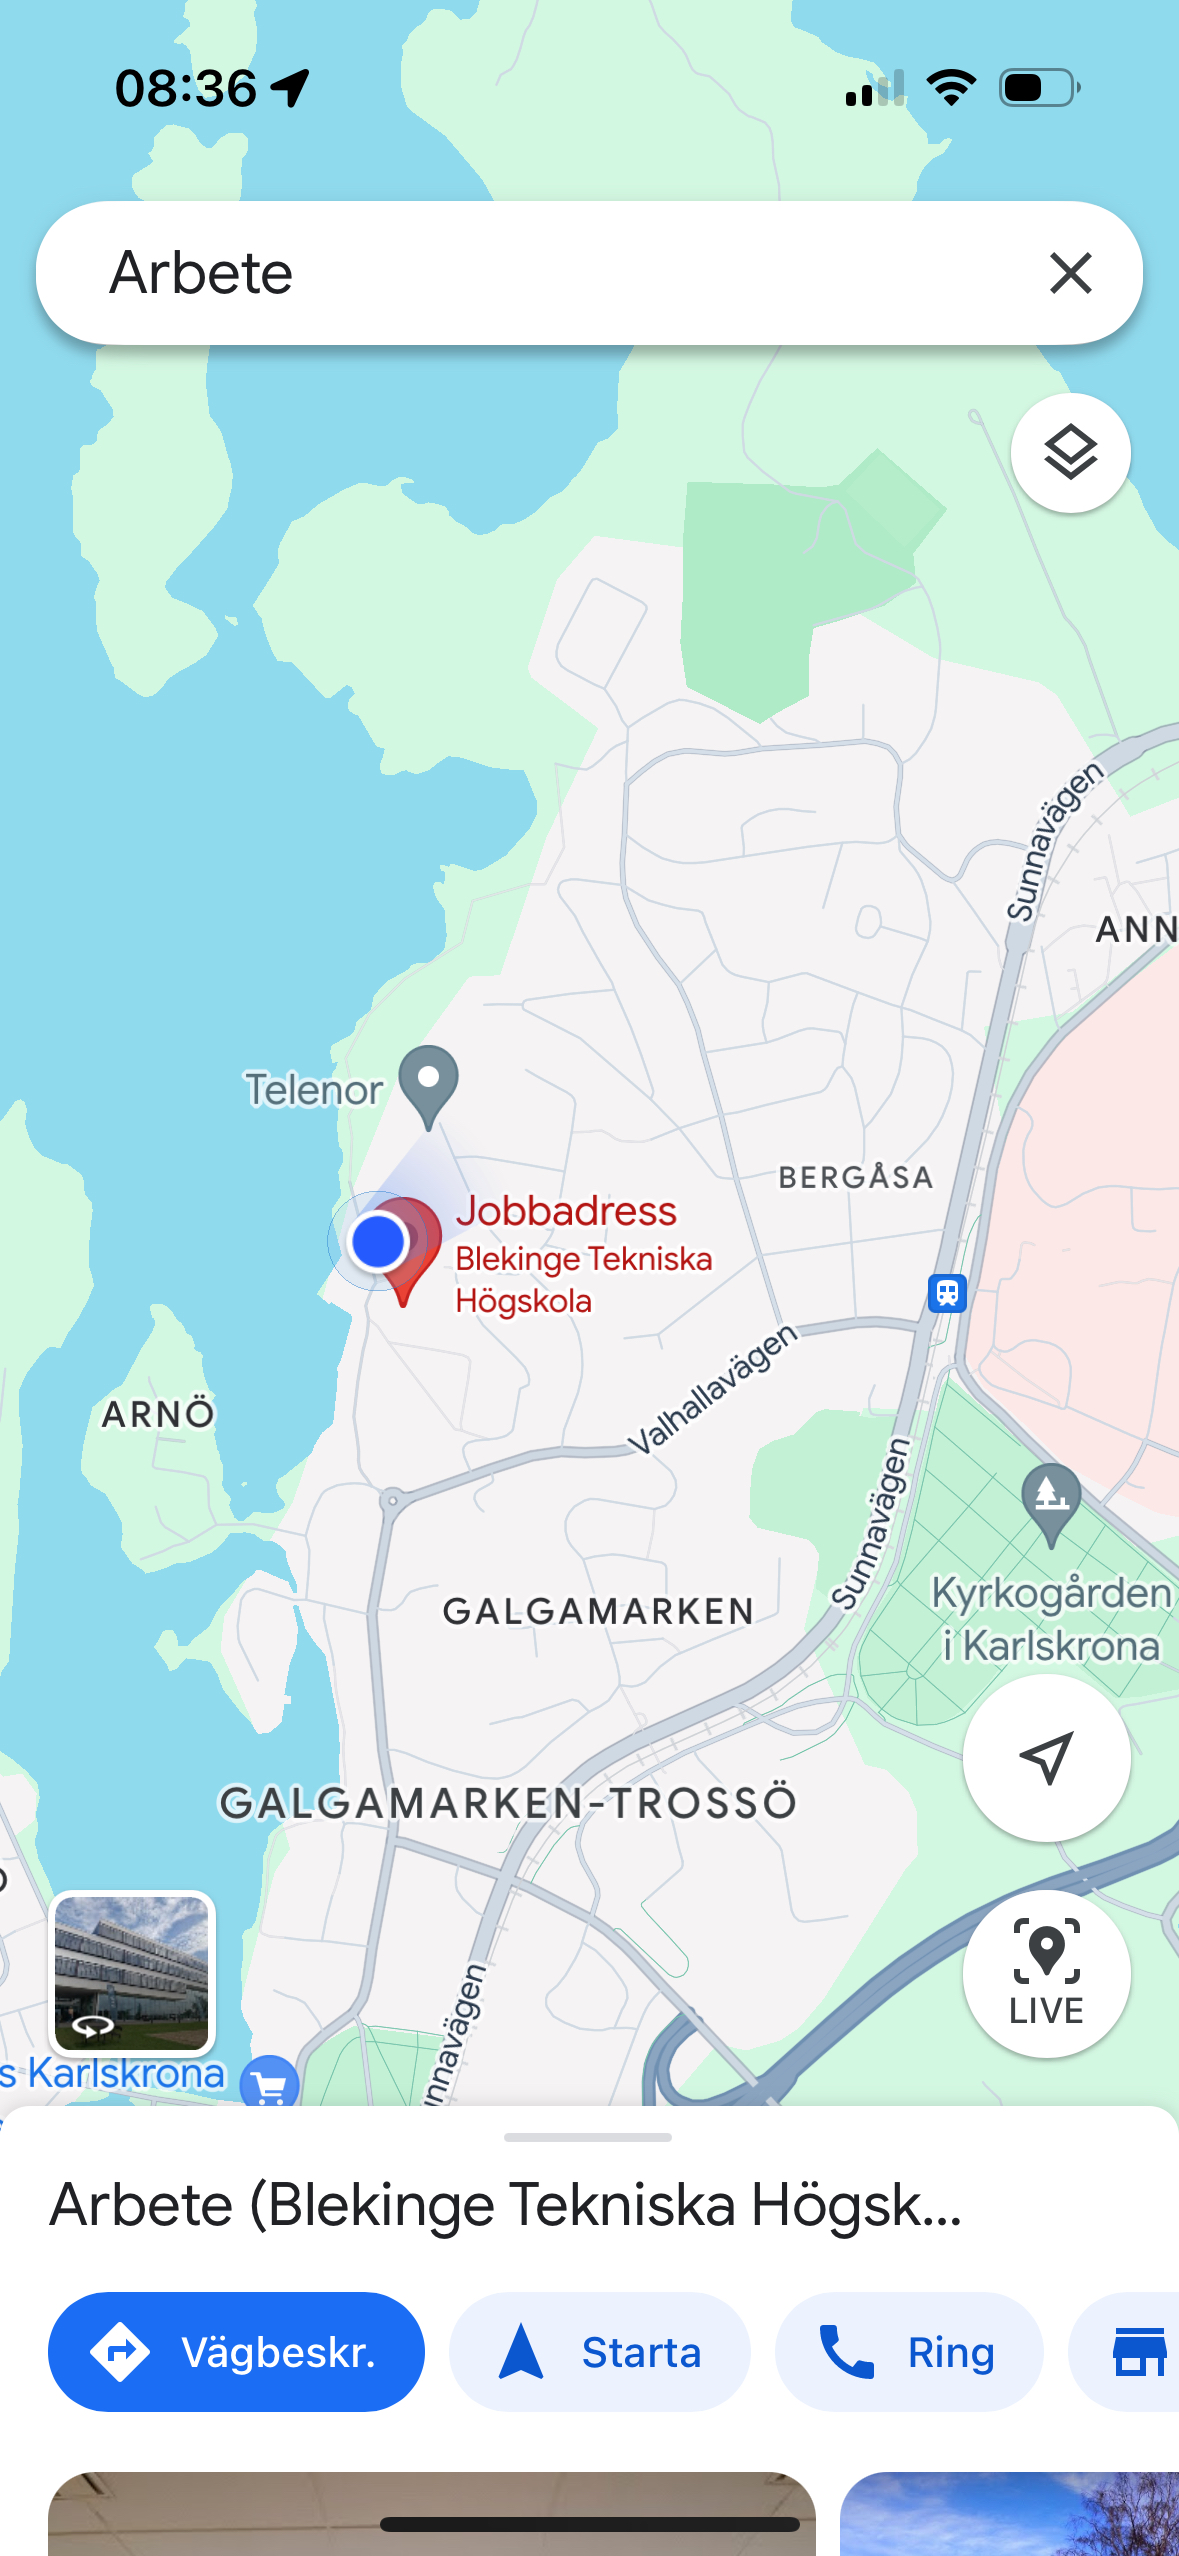 08:36
Arbete
Sunnavägen
ANN
Telenor
BERGÅSA
Jobbadress
Blekinge Tekniska
Högskola
Valhallavägen
ARNÖ
Sunnavägen
Kyrkogården
i Karlskrona
GALGAMARKEN
GALGAMARKEN-TROSSÖ
LIVE
unnavägen
s Karlskrona
Arbete (Blekinge Tekniska Högsk...
Vägbeskr.
Starta
Ring